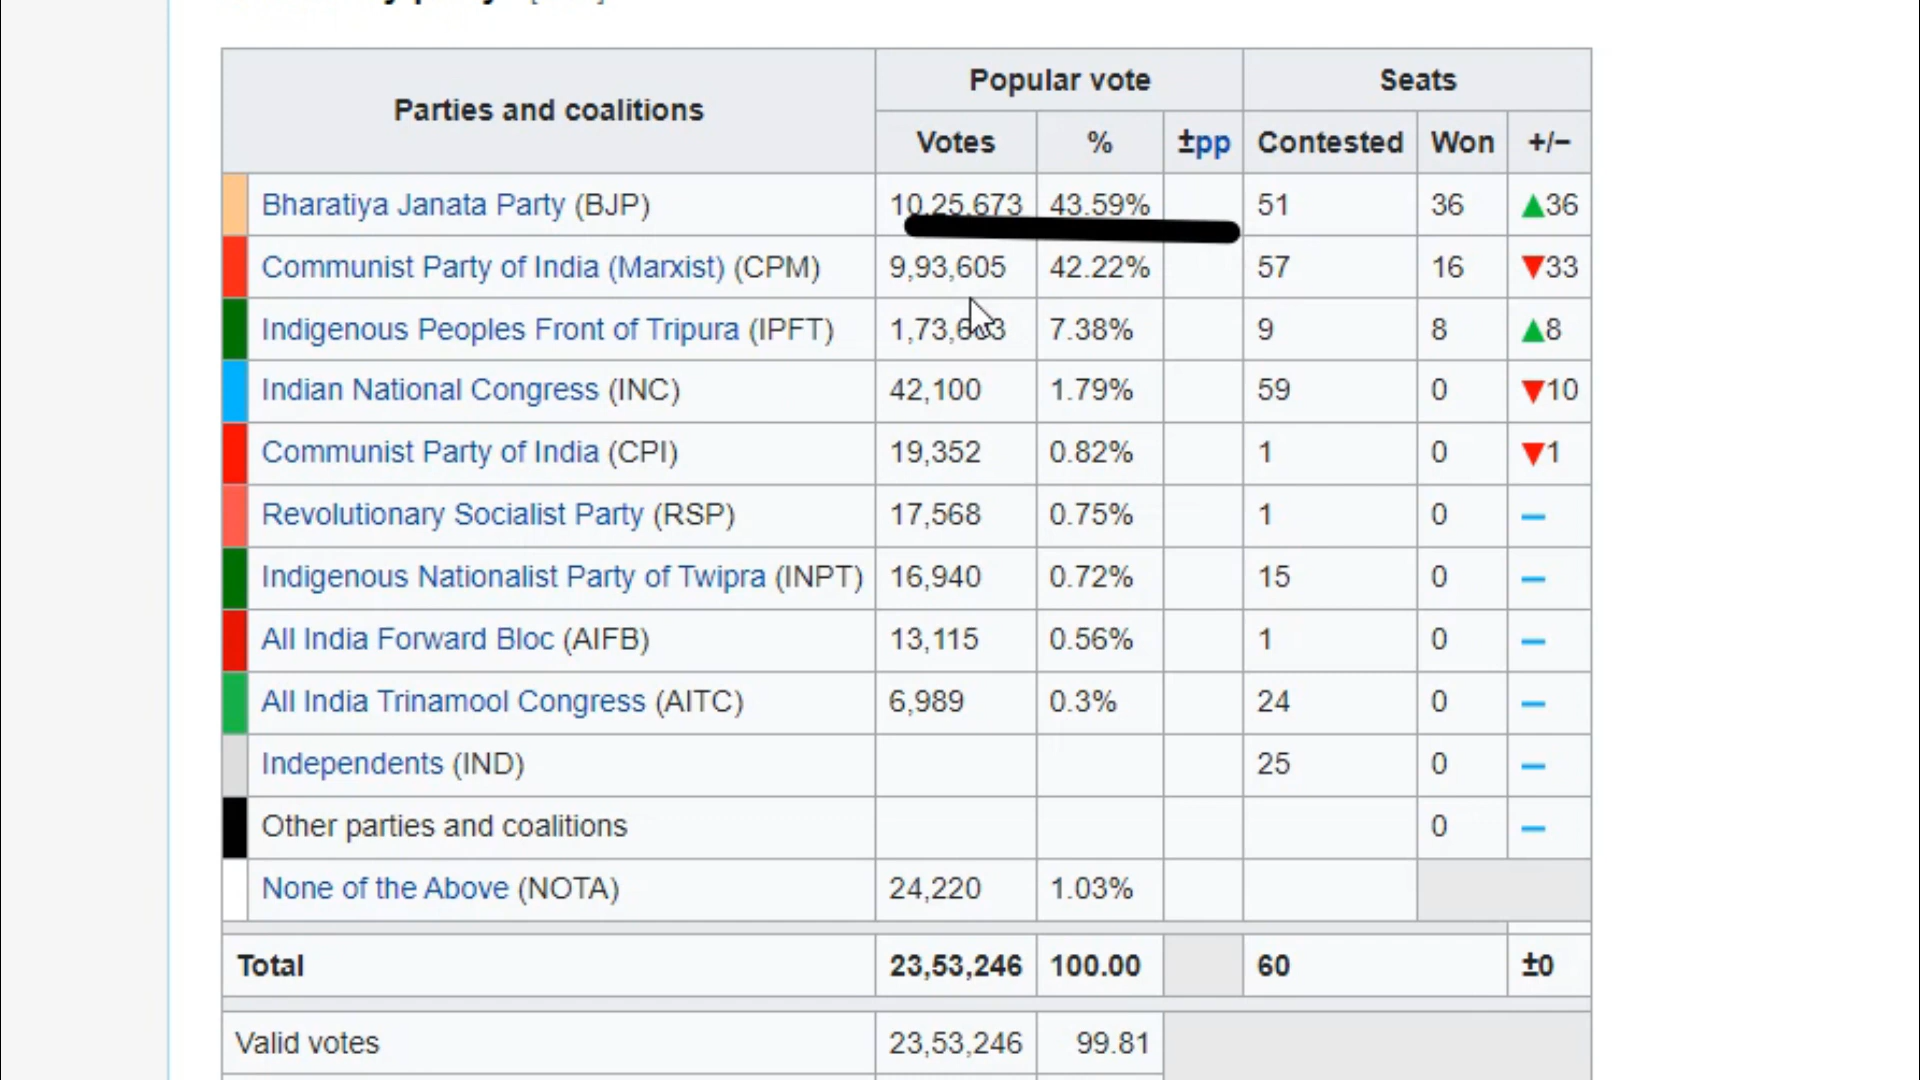 Parties and coalitions Popular vote Seats
Votes % ±pp Contested Won +/−
Bharatiya Janata Party (BJP) 10,25,673 43.59% 51 36 ▲36
Communist Party of India (Marxist) (CPM) 9,93,605 42.22% 57 16 ▼33
Indigenous Peoples Front of Tripura (IPFT) 7.38% 9 8 ▲8
Indian National Congress (INC) 42,100 1.79% 59 0 ▼10
Communist Party of India (CPI) 19,352 0.82% 1 0 ▼1
Revolutionary Socialist Party (RSP) 17,568 0.75% 1 0 –
Indigenous Nationalist Party of Twipra (INPT) 16,940 0.72% 15 0 –
All India Forward Bloc (AIFB) 13,115 0.56% 1 0 –
All India Trinamool Congress (AITC) 6,989 0.3% 24 0 –
Independents (IND) 25 0 –
Other parties and coalitions 0 –
None of the Above (NOTA) 24,220 1.03%
Total 23,53,246 100.00 60 ±0
Valid votes 23,53,246 99.81